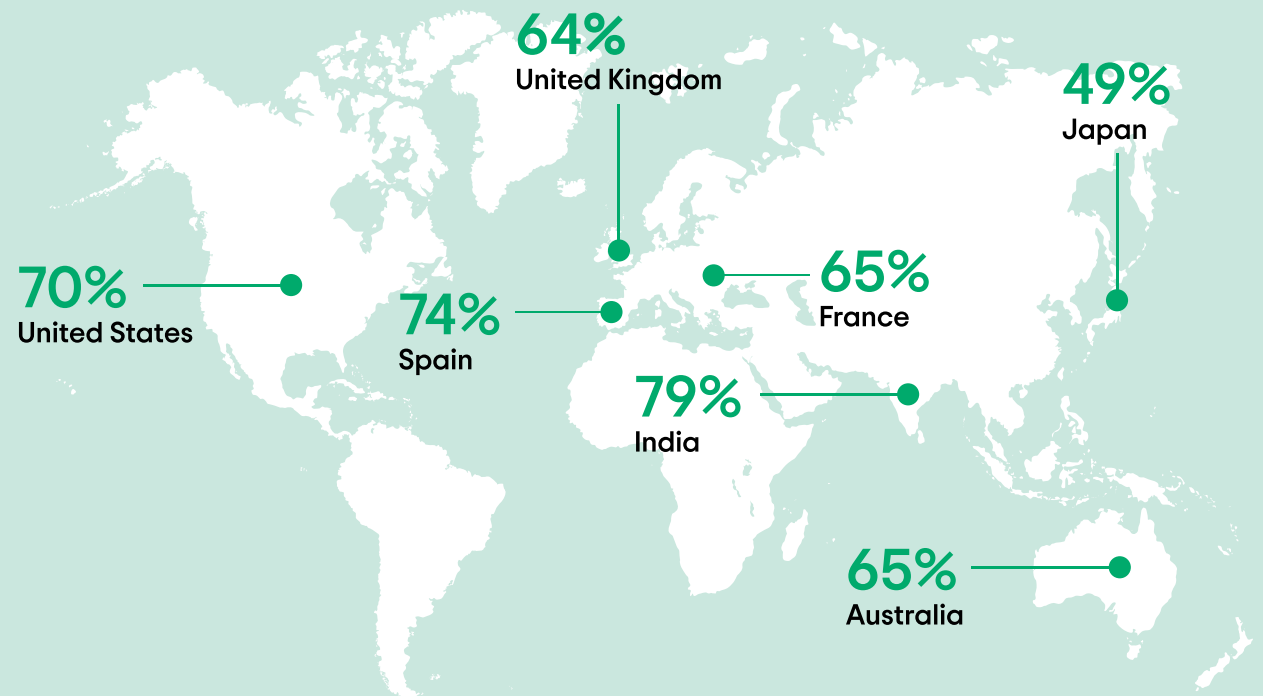 64%
United Kingdom
49%
Japan
70%
United States
74%
Spain
65%
France
79%
India
65%
Australia